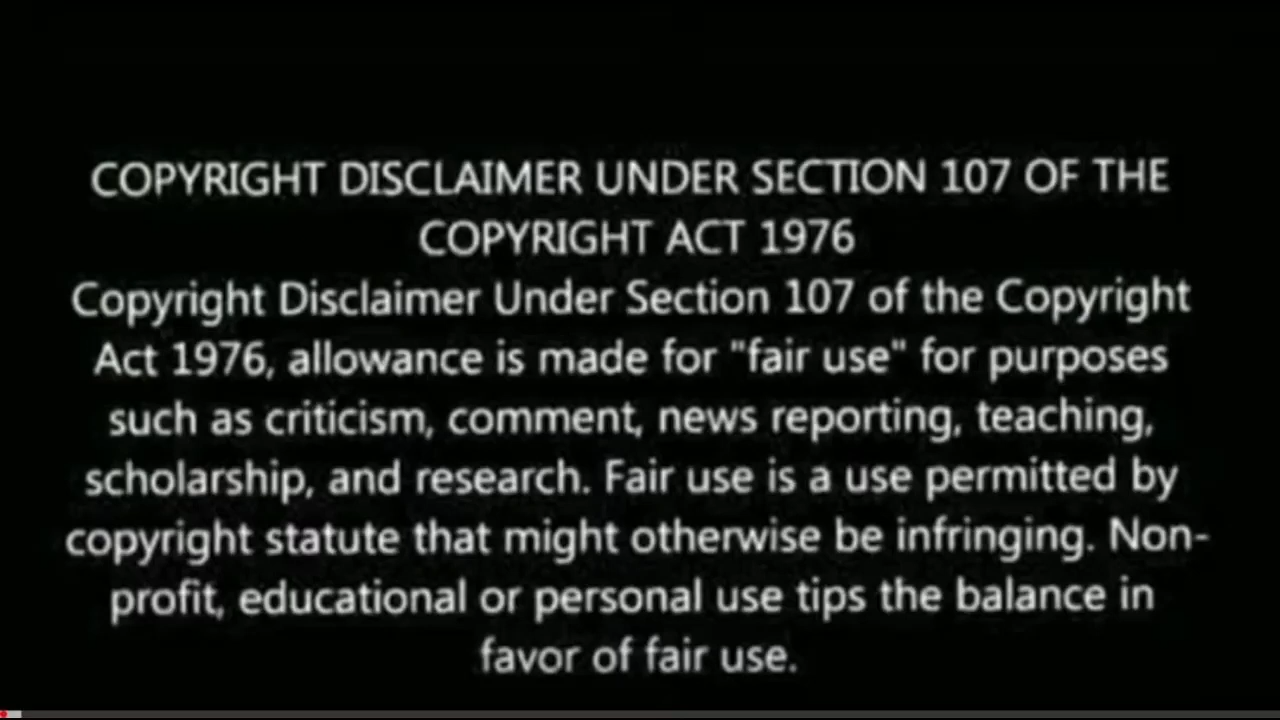 COPYRIGHT DISCLAIMER UNDER SECTION 107 OF THE
COPYRIGHT ACT 1976
Copyright Disclaimer Under Section 107 of the Copyright
Act 1976, allowance is made for "fair use" for purposes
such as criticism, comment, news reporting, teaching,
scholarship, and research. Fair use is a use permitted by
copyright statute that might otherwise be infringing. Non-
profit, educational or personal use tips the balance in
favor of fair use.